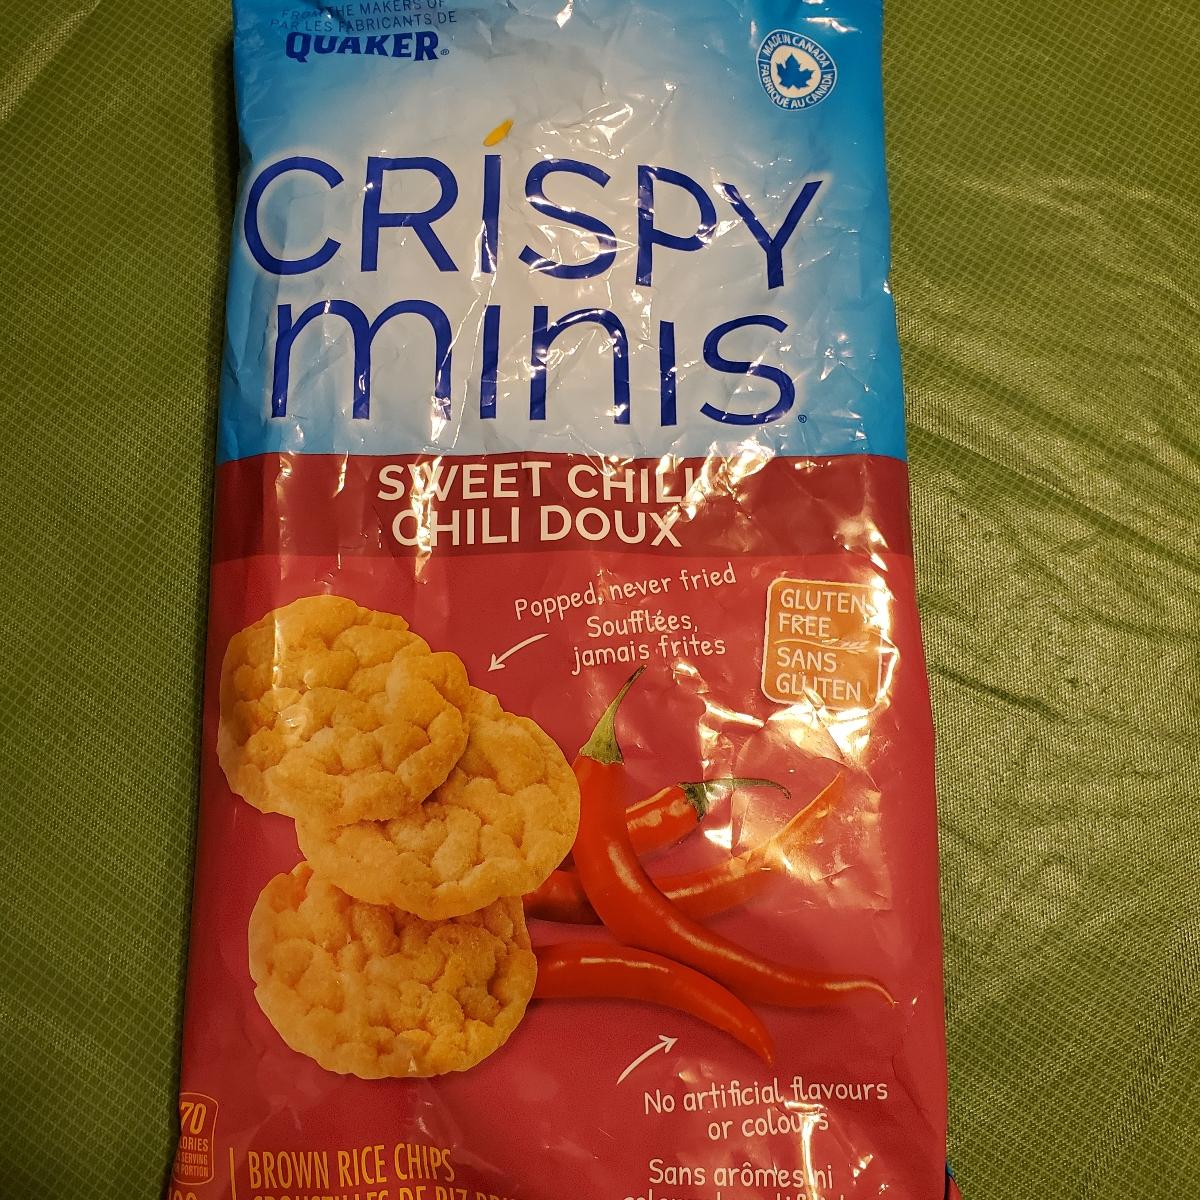 FROM THE MAKERS OF
PAR LES FABRICANTS DE
QUAKER®
MADE IN CANADA
FABRIQUÉ AU CANADA
CRISPY
MINIS®
SWEET CHILI
CHILI DOUX
Popped, never fried
Soufflées,
jamais frites
GLUTEN
FREE
SANS
GLUTEN
No artificial flavours
or colours
Sans arômes ni
70
BROWN RICE CHIPS